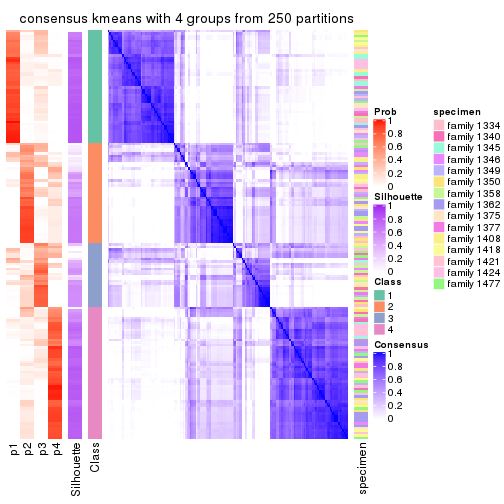 consensus kmeans with 4 groups from 250 partitions
Prob
1
0.8
0.6
0.4
0.2
0
Silhouette
1
0.8
0.6
0.4
0.2
0
Class
1
2
3
4
Consensus
1
0.8
0.6
0.4
0.2
0
specimen
family 1334
family 1340
family 1345
family 1346
family 1349
family 1350
family 1358
family 1362
family 1375
family 1377
family 1408
family 1418
family 1421
family 1424
family 1477
p1
p2
p3
p4
Silhouette
Class
specimen